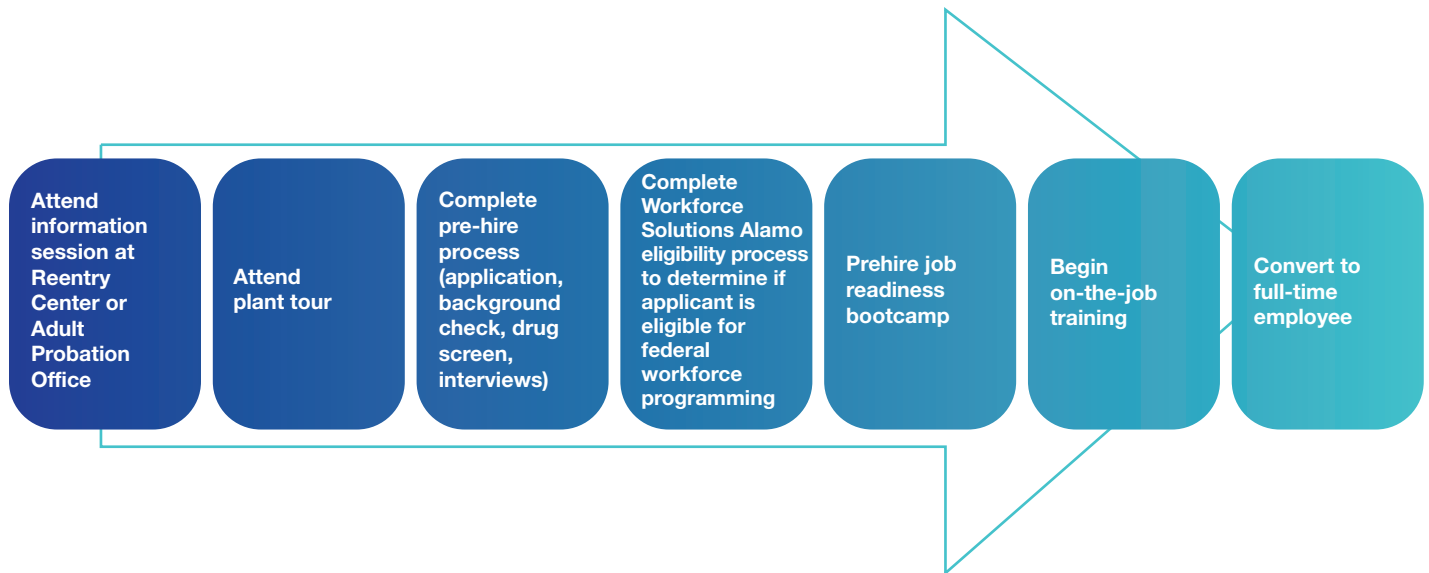 Attend
information
session at
Reentry
Center or
Adult
Probation
Office
Attend
plant tour
Complete
pre-hire
process
(application,
background
check, drug
screen,
interviews)
Complete
Workforce
Solutions Alamo
eligibility process
to determine if
applicant is
eligible for
federal
workforce
programming
Prehire job
readiness
bootcamp
Begin
on-the-job
training
Convert to
full-time
employee